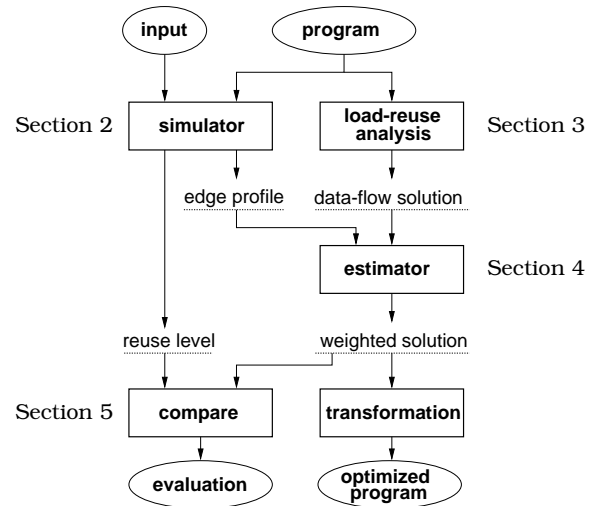 input
program
Section 2
simulator
load-reuse
analysis
Section 3
edge profile
data-flow solution
estimator
Section 4
reuse level
weighted solution
Section 5
compare
transformation
evaluation
optimized
program